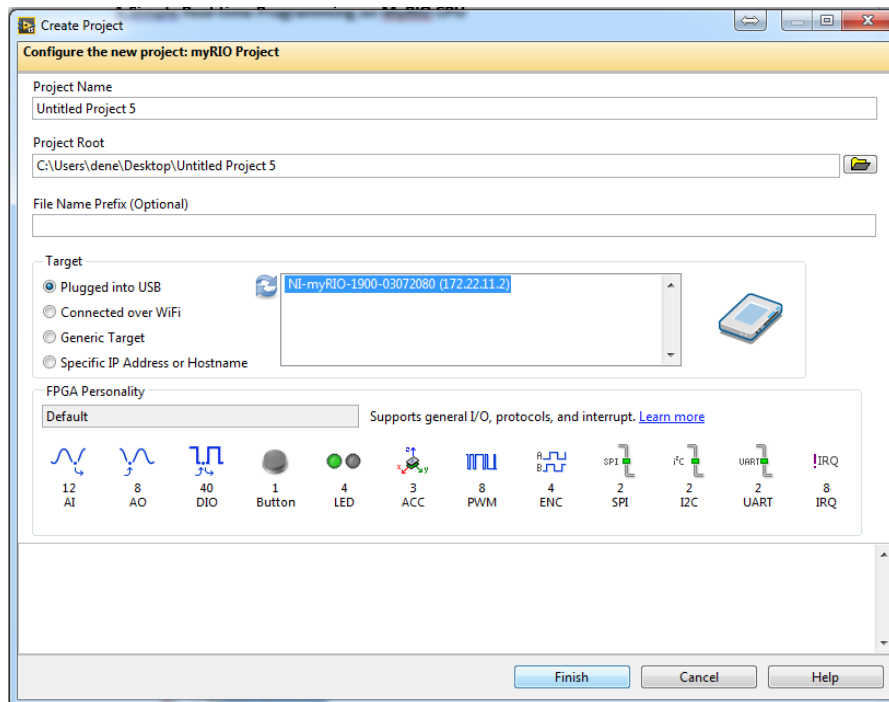 Create Project
Configure the new project: myRIO Project
Project Name
Untitled Project 5
Project Root
C:\Users\dene\Desktop\Untitled Project 5
File Name Prefix (Optional)
Target
Plugged into USB
NI-myRIO-1900-03072080 (172.22.11.2)
Connected over WiFi
Generic Target
Specific IP Address or Hostname
FPGA Personality
Default Supports general I/O, protocols, and interrupt. Learn more
A B SPI I²C UART !IRQ
z x y
12 8 40 1 4 3 8 4 2 2 2 8
AI AO DIO Button LED ACC PWM ENC SPI I2C UART IRQ
Finish Cancel Help